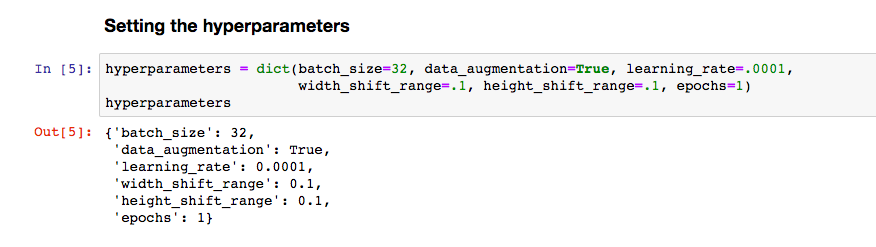 Setting the hyperparameters
In [5]: hyperparameters = dict(batch_size=32, data_augmentation=True, learning_rate=.0001,
width_shift_range=.1, height_shift_range=.1, epochs=1)
hyperparameters
Out[5]: {'batch_size': 32,
'data_augmentation': True,
'learning_rate': 0.0001,
'width_shift_range': 0.1,
'height_shift_range': 0.1,
'epochs': 1}